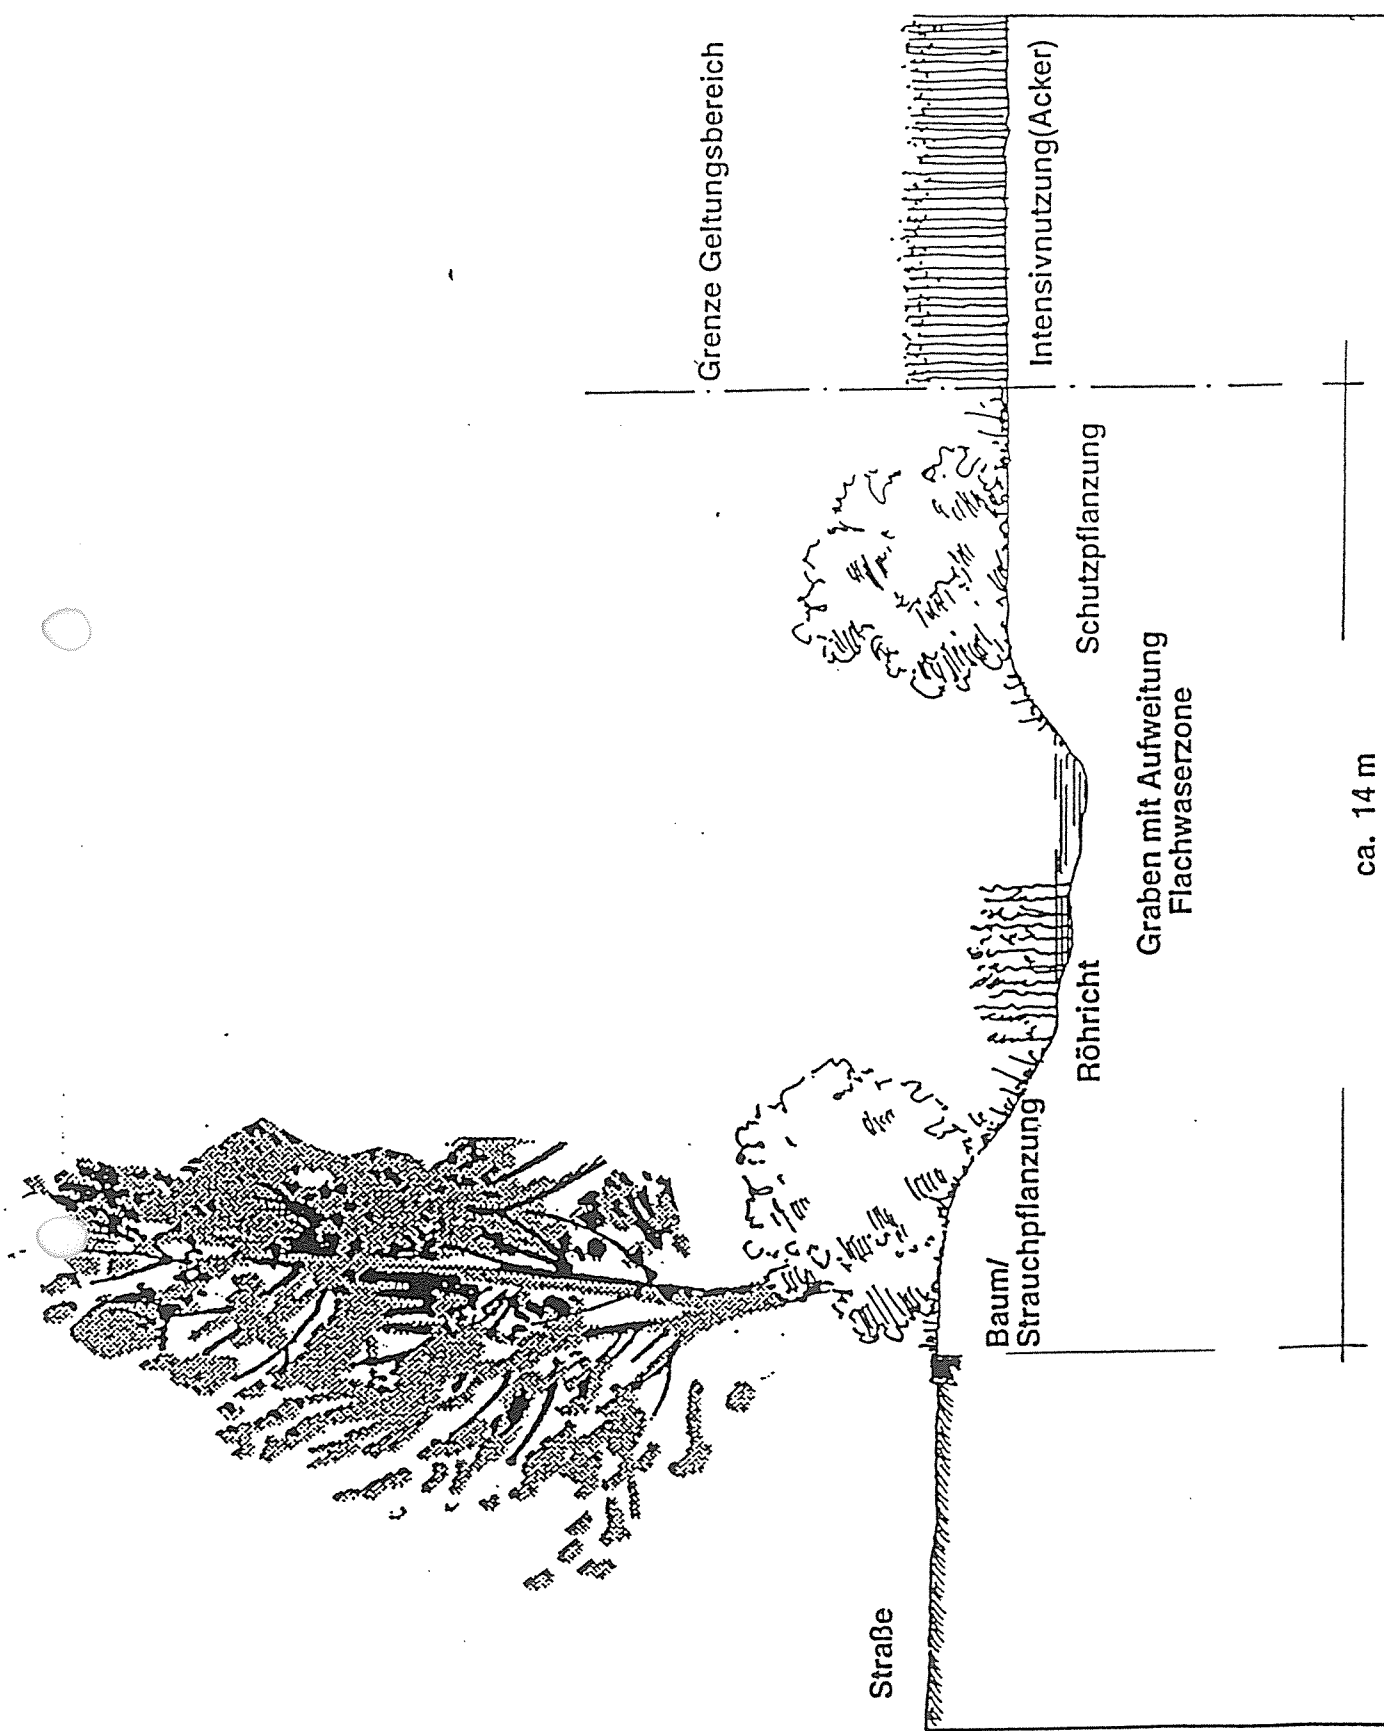 Grenze Geltungsbereich
Straße
Baum/
Strauchpflanzung
Röhricht
Graben mit Aufweitung
Flachwaserzone
Schutzpflanzung
Intensivnutzung(Acker)
ca. 14 m